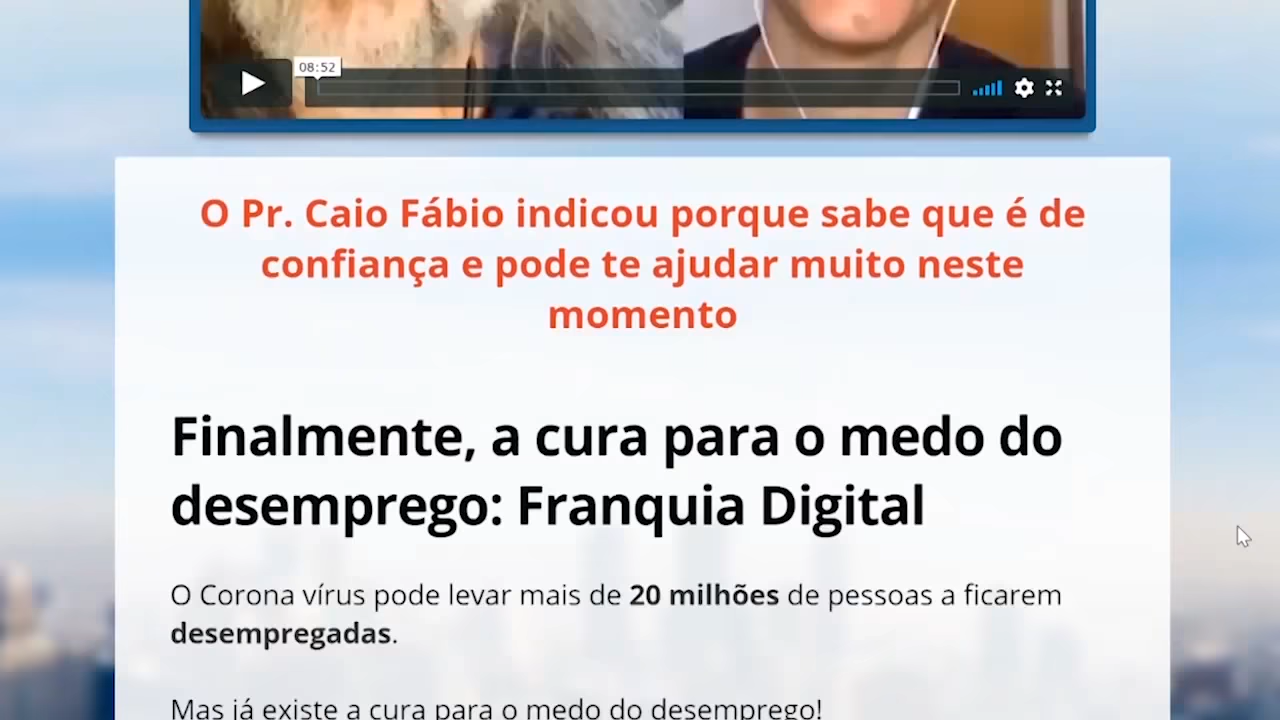 08:52
O Pr. Caio Fábio indicou porque sabe que é de
confiança e pode te ajudar muito neste
momento
Finalmente, a cura para o medo do
desemprego: Franquia Digital
O Corona vírus pode levar mais de 20 milhões de pessoas a ficarem
desempregadas.
Mas já existe a cura para o medo do desemprego!